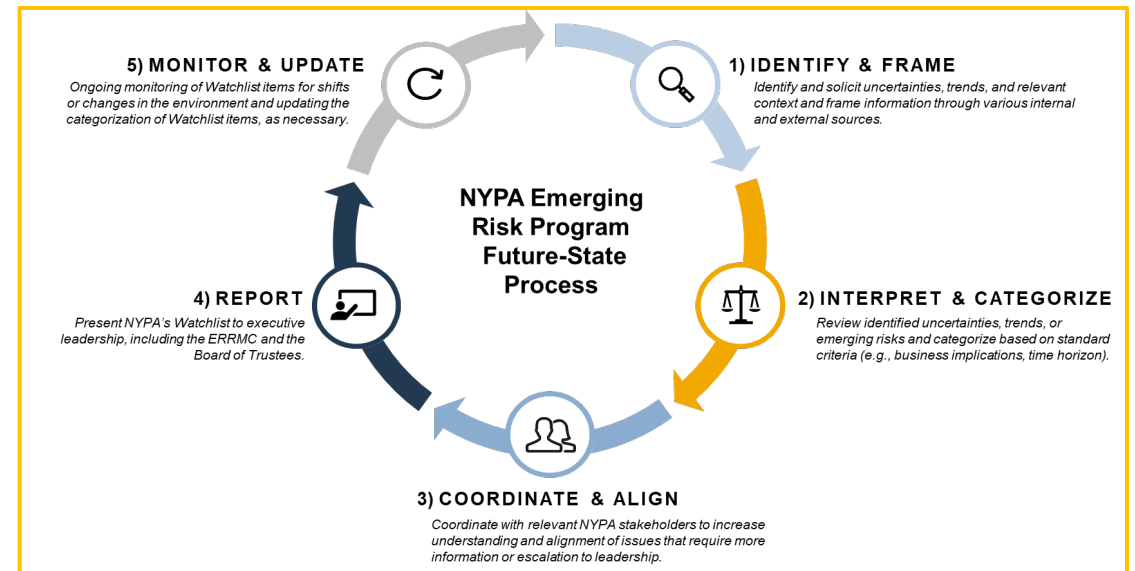 5) MONITOR & UPDATE
Ongoing monitoring of Watchlist items for shifts
or changes in the environment and updating the
categorization of Watchlist items, as necessary.
1) IDENTIFY & FRAME
Identify and solicit uncertainties, trends, and relevant
context and frame information through various internal
and external sources.
NYPA Emerging
Risk Program
Future-State
Process
4) REPORT
Present NYPA's Watchlist to executive
leadership, including the ERRMC and the
Board of Trustees.
2) INTERPRET & CATEGORIZE
Review identified uncertainties, trends, or
emerging risks and categorize based on standard
criteria (e.g., business implications, time horizon).
3) COORDINATE & ALIGN
Coordinate with relevant NYPA stakeholders to increase
understanding and alignment of issues that require more
information or escalation to leadership.